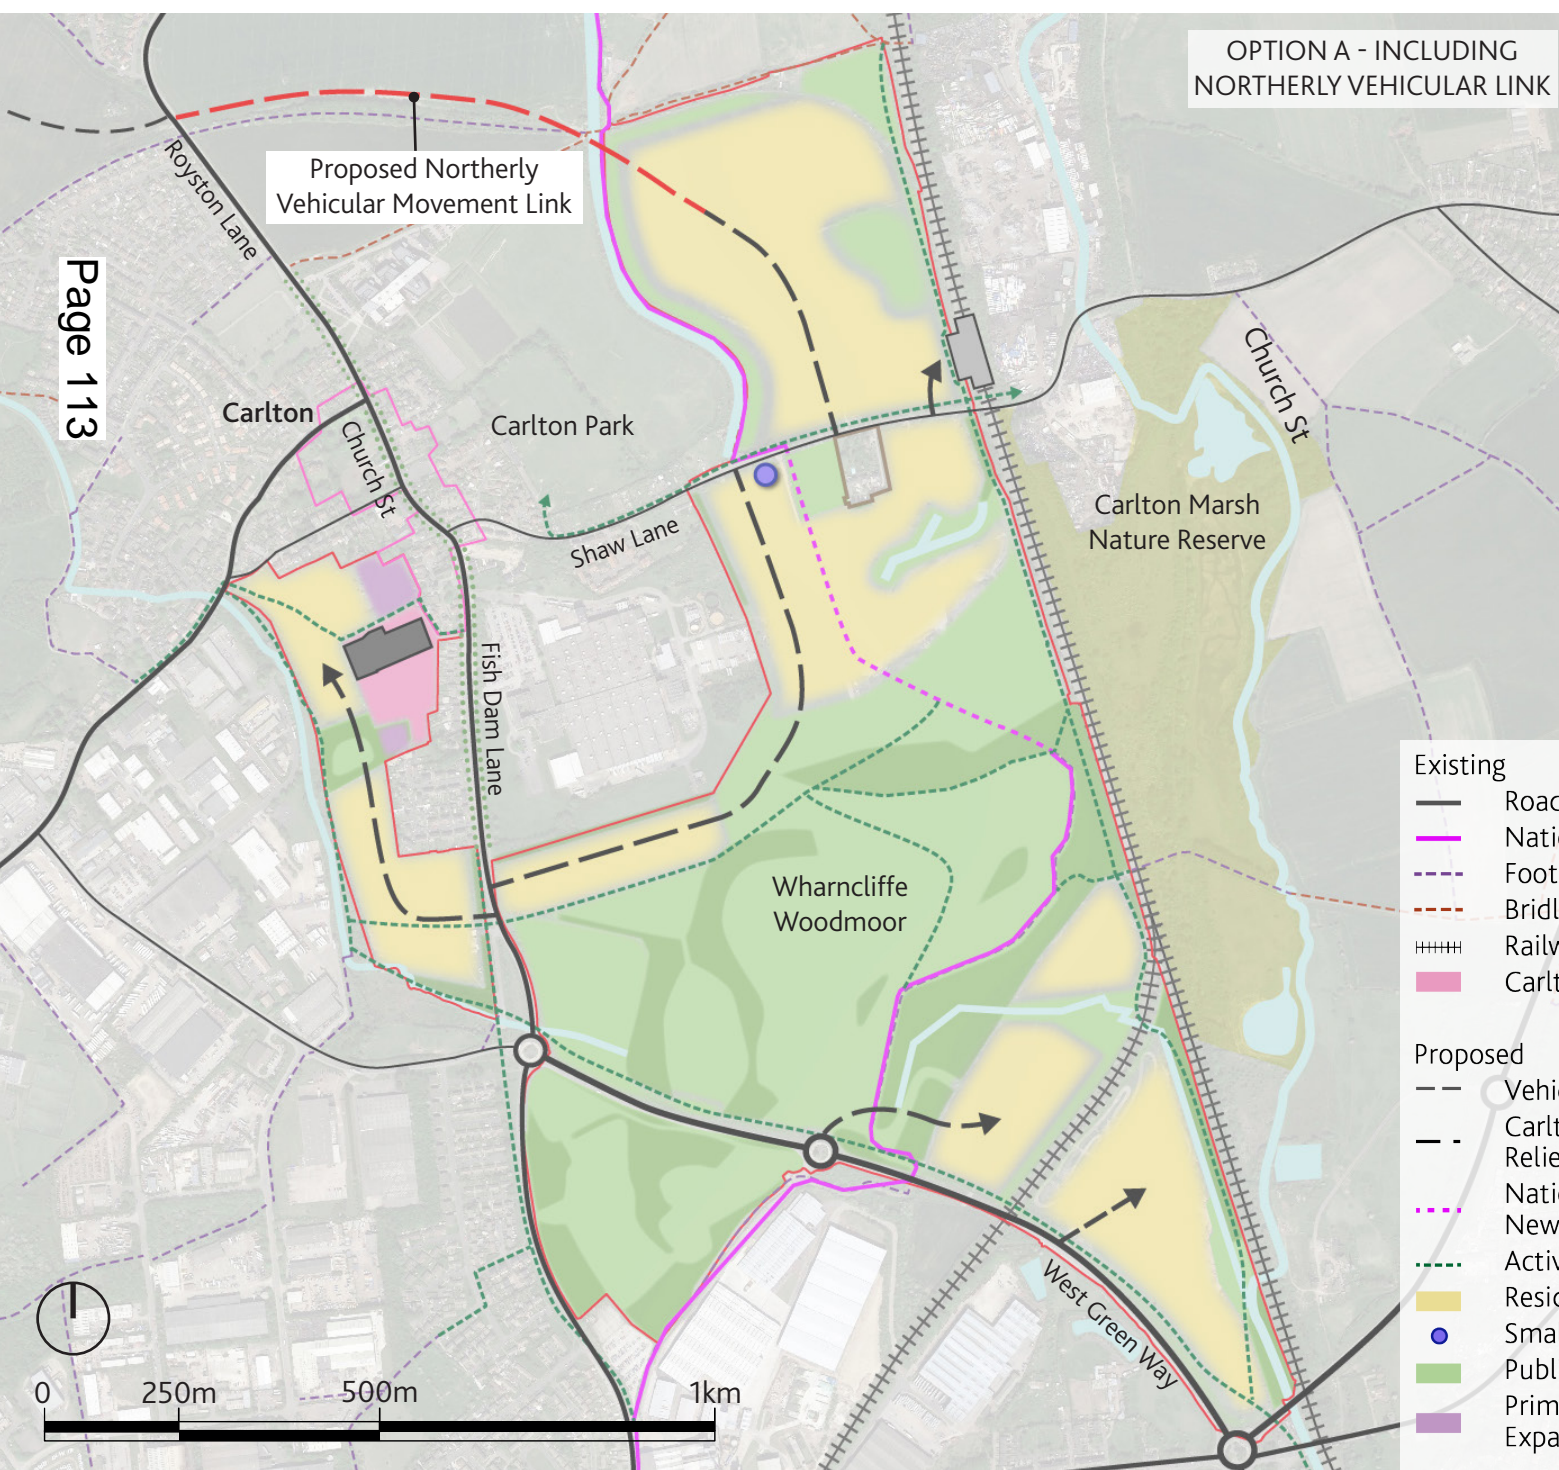 OPTION A - INCLUDING
NORTHERLY VEHICULAR LINK
Proposed Northerly
Vehicular Movement Link
Royston Lane
Page 113
Carlton
Church St
Carlton Park
Shaw Lane
Church St
Carlton Marsh
Nature Reserve
Fish Dam Lane
Wharncliffe
Woodmoor
West Green Way
0 250m 500m 1km
Existing
Proposed